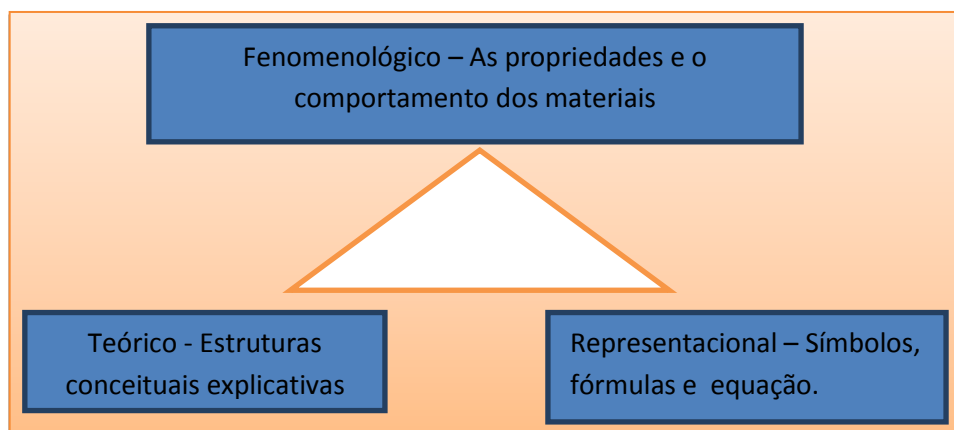 Fenomenológico – As propriedades e o
comportamento dos materiais
Teórico - Estruturas
conceituais explicativas
Representacional – Símbolos,
fórmulas e equação.